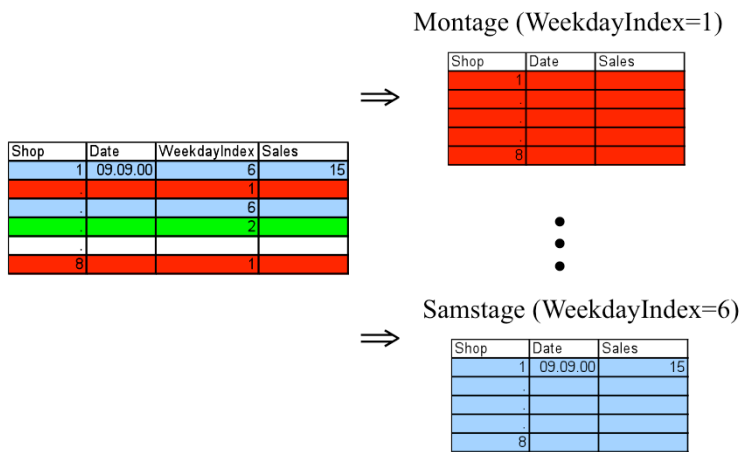 Montage (WeekdayIndex=1)
Shop Date Sales
1
.
.
.
8
Shop Date WeekdayIndex Sales
1 09.09.00 6 15
. 1
. 6
. 2
.
8 1
Samstage (WeekdayIndex=6)
Shop Date Sales
1 09.09.00 15
.
.
.
8